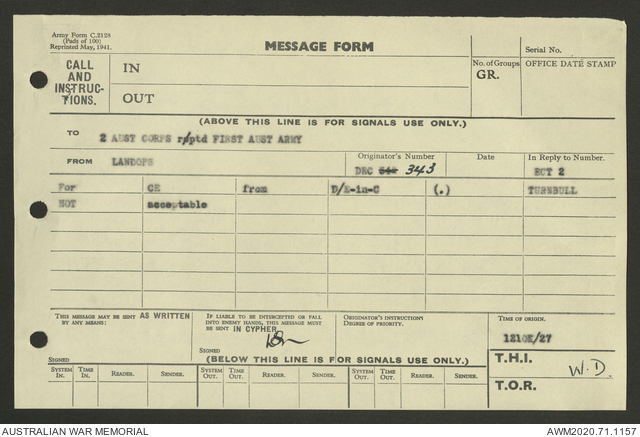 Army Form C.2128
(Pads of 100)
Reprinted May, 1941.
MESSAGE FORM
Serial No.
CALL
AND
INSTRUC-
TIONS.
IN
OUT
No. of Groups
GR.
OFFICE DATE STAMP
(ABOVE THIS LINE IS FOR SIGNALS USE ONLY.)
TO 2 AUST CORPS r/ptd FIRST AUST ARMY
FROM LANDOPS
Originator's Number
DEC 343
Date
In Reply to Number.
ECT 2
For CE from D/E-in-C (.) TURNBULL
NOT acceptable
THIS MESSAGE MAY BE SENT AS WRITTEN
BY ANY MEANS:
SIGNED
IF LIABLE TO BE INTERCEPTED OR FALL
INTO ENEMY HANDS, THIS MESSAGE MUST
BE SENT IN CYPHER
SIGNED
ORIGINATOR'S INSTRUCTIONS
DEGREE OF PRIORITY.
TIME OF ORIGIN.
1210K/27
(BELOW THIS LINE IS FOR SIGNALS USE ONLY.)
T.H.I.
W.D.
T.O.R.
SYSTEM IN. TIME IN. READER. SENDER. SYSTEM OUT. TIME OUT. READER. SENDER. SYSTEM OUT. TIME OUT. READER. SENDER.
AUSTRALIAN WAR MEMORIAL
AWM2020.71.1157